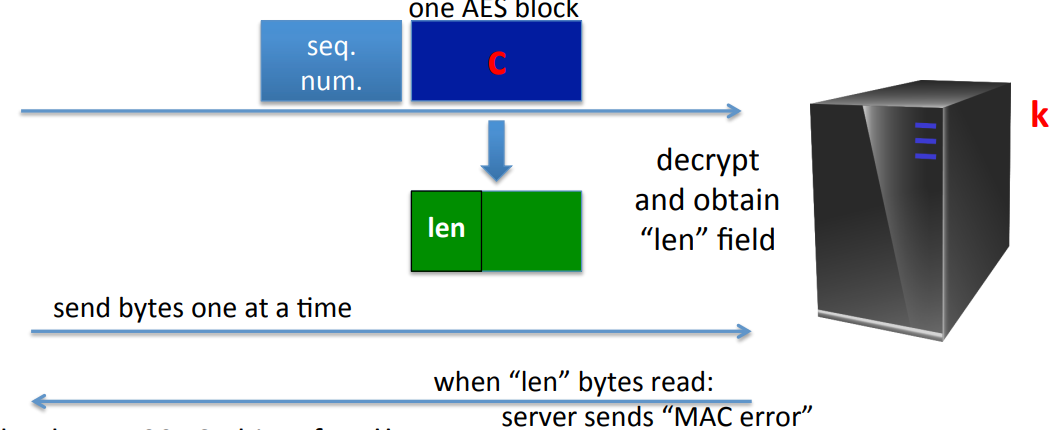 one AES block
seq.
num.
c
k
decrypt
and obtain
“len” field
len
send bytes one at a time
when “len” bytes read:
server sends “MAC error”